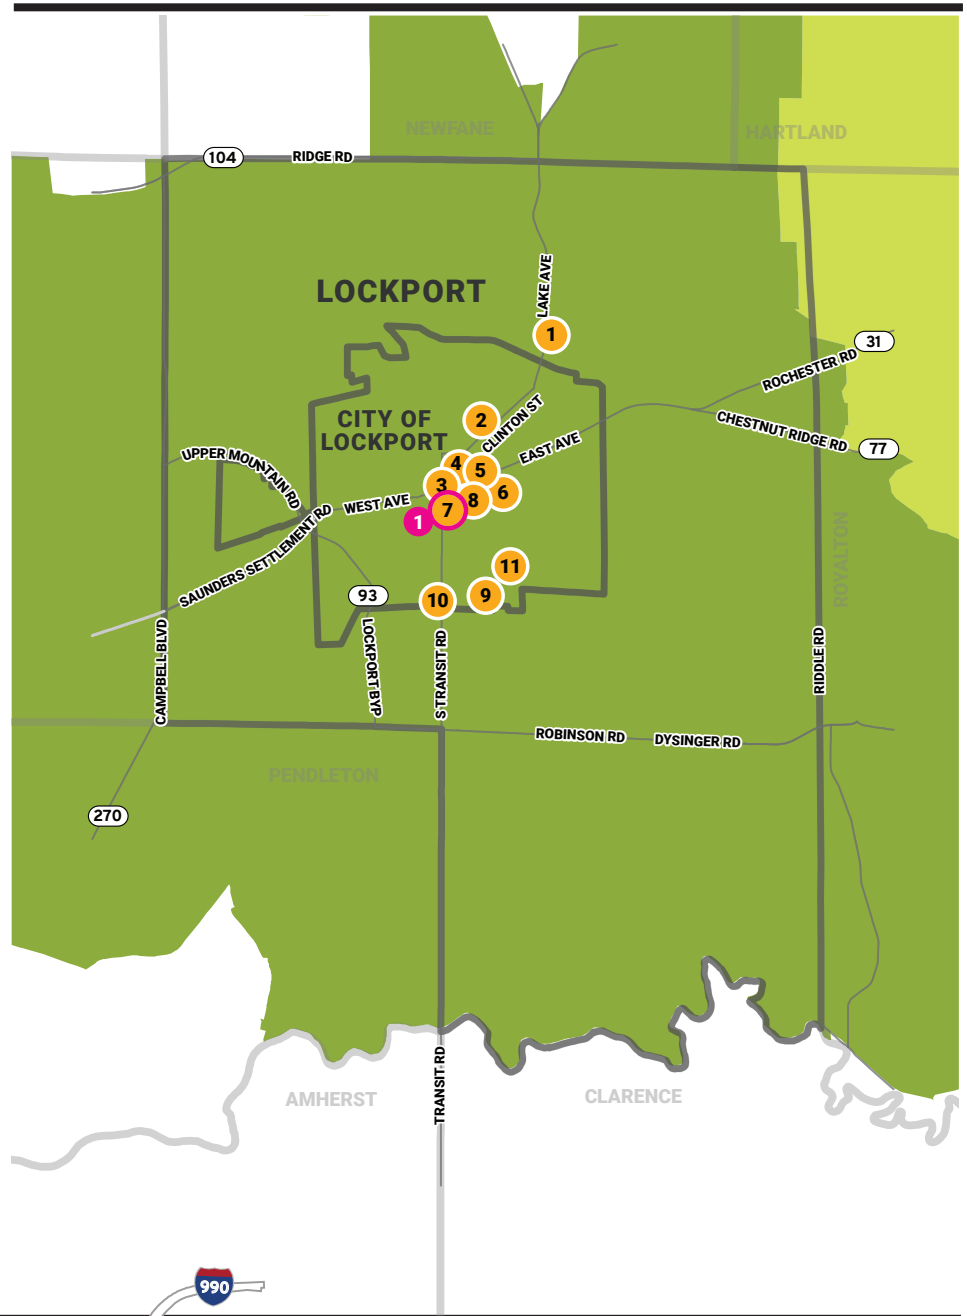 NEWFANE
HARTLAND
104
RIDGE RD
LAKE AVE
LOCKPORT
1
31
ROCHESTER RD
CITY OF
LOCKPORT
2
CLINTON ST
CHESTNUT RIDGE RD
77
EAST AVE
UPPER MOUNTAIN RD
4
5
3
6
8
7
1
WEST AVE
SAUNDERS SETTLEMENT RD
ROYALTON
11
93
10
9
CAMPBELL BLVD
LOCKPORT BYP
S TRANSIT RD
RIDDLE RD
ROBINSON RD
DYSINGER RD
PENDLETON
270
TRANSIT RD
AMHERST
CLARENCE
990